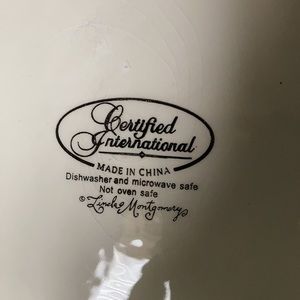 Certified
International
MADE IN CHINA
Dishwasher and microwave safe
Not oven safe
© Linda Montgomery